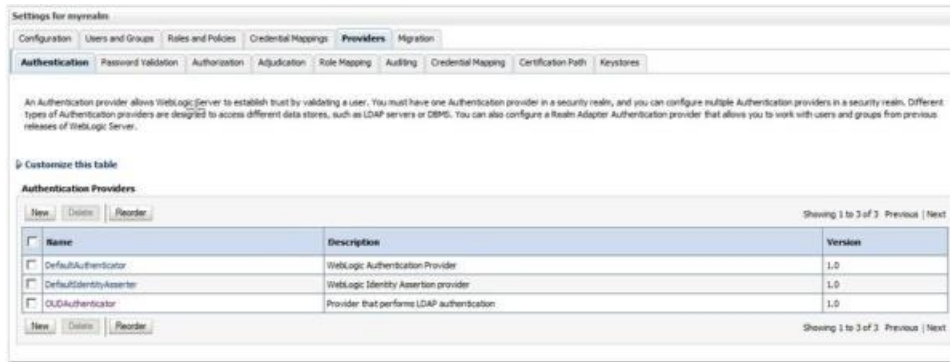 Settings for myrealm
Configuration Users and Groups Roles and Policies Credential Mappings Providers Migration
Authentication Password Validation Authorization Adjudication Role Mapping Auditing Credential Mapping Certification Path Keystores
An Authentication provider allows WebLogic Server to establish trust by validating a user. You must have one Authentication provider in a security realm, and you can configure multiple Authentication providers in a security realm. Different
types of Authentication providers are designed to access different data stores, such as LDAP servers or DBMS. You can also configure a Realm Adapter Authentication provider that allows you to work with users and groups from previous
releases of WebLogic Server.
Customize this table
Authentication Providers
New Delete Reorder Showing 1 to 3 of 3 Previous | Next
Name Description Version
DefaultAuthenticator WebLogic Authentication Provider 1.0
DefaultIdentityAsserter WebLogic Identity Assertion provider 1.0
OUDAuthenticator Provider that performs LDAP authentication 1.0
New Delete Reorder Showing 1 to 3 of 3 Previous | Next